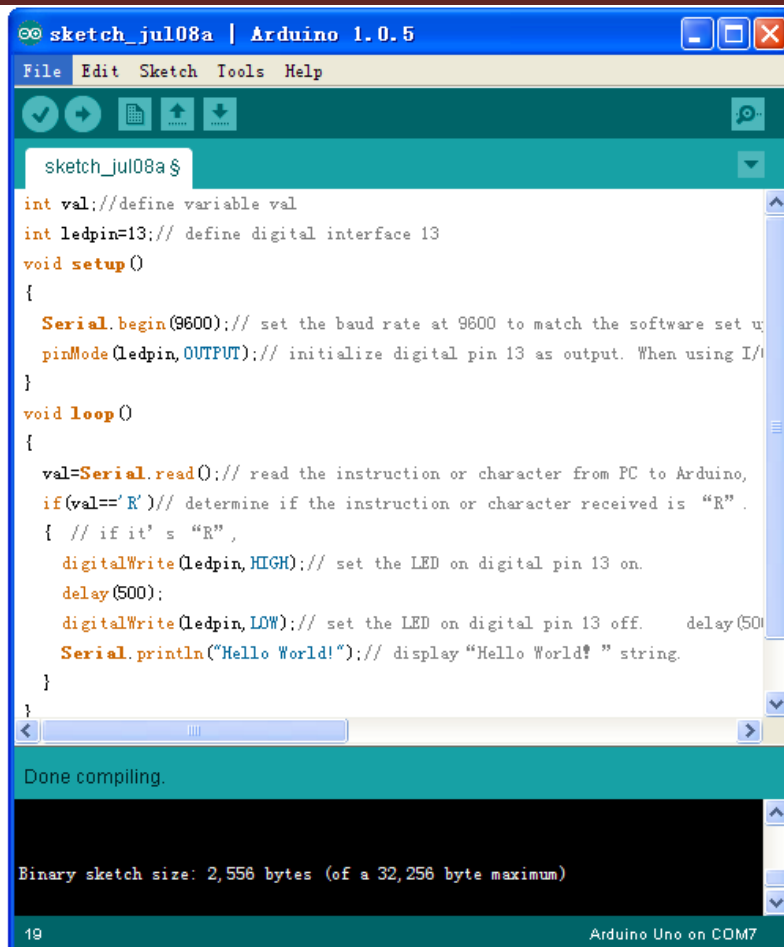 sketch_jul08a | Arduino 1.0.5
File Edit Sketch Tools Help
sketch_jul08a §
int val;//define variable val
int ledpin=13;// define digital interface 13
void setup()
{
  Serial.begin(9600);// set the baud rate at 9600 to match the software set
  pinMode(ledpin,OUTPUT);// initialize digital pin 13 as output. When using
}
void loop()
{
  val=Serial.read();// read the instruction or character from PC to Arduino,
  if(val=='R')// determine if the instruction or character received is “R”.
  { // if it’s “R”,
    digitalWrite(ledpin,HIGH);// set the LED on digital pin 13 on.
    delay(500);
    digitalWrite(ledpin,LOW);// set the LED on digital pin 13 off.    delay(50
    Serial.println("Hello World!");// display “Hello World! ” string.
  }
}
Done compiling.
Binary sketch size: 2,556 bytes (of a 32,256 byte maximum)
19 Arduino Uno on COM7